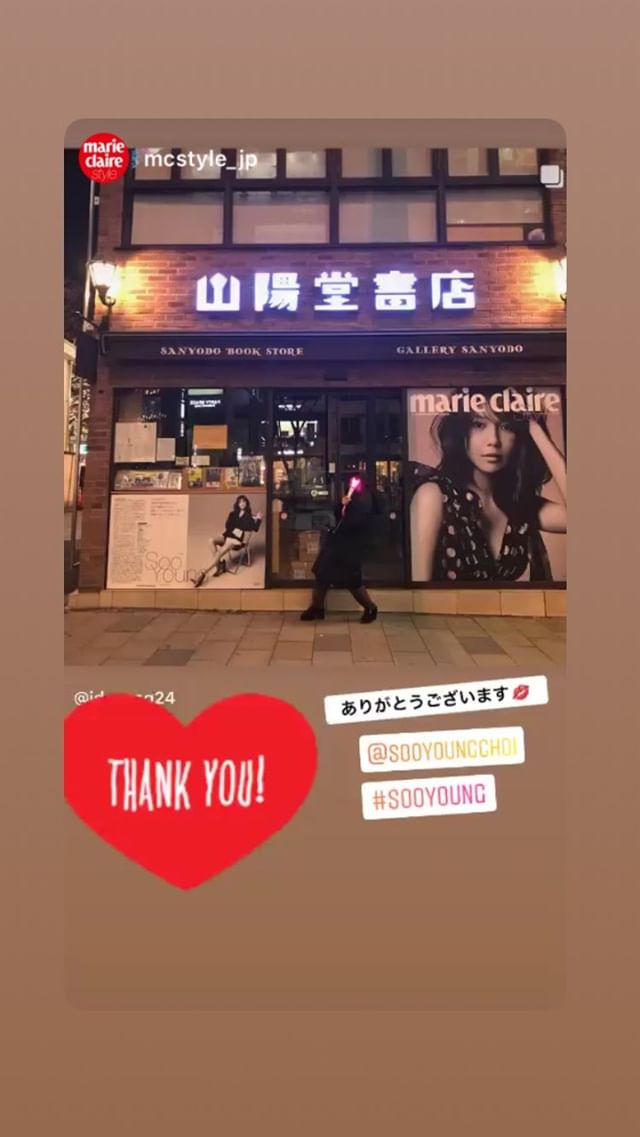 marie
claire
style
mcstyle_jp
山陽堂書店
SANYODO BOOK STORE
GALLERY SANYODO
marie claire
Soo
Young
ありがとうございます💋
THANK YOU!
@SOOYOUNGCHOI
#SOOYOUNG